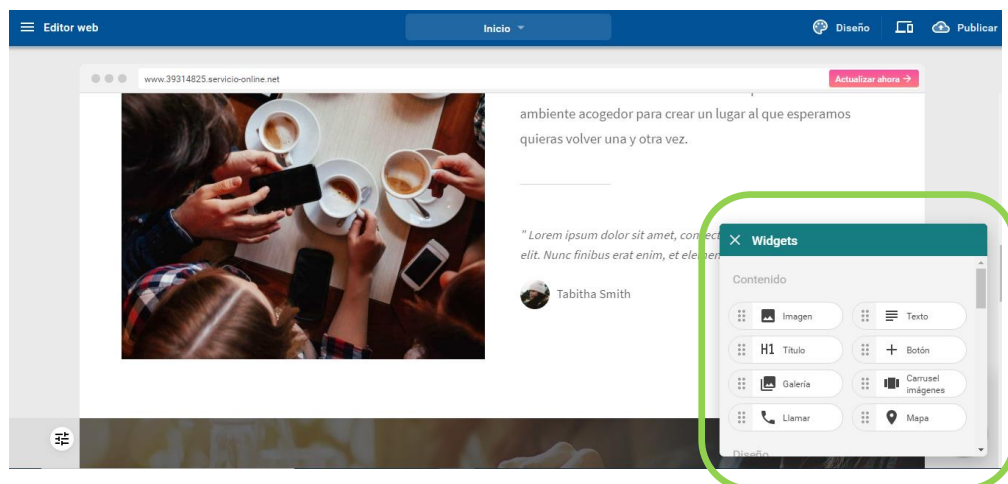 Editor web
Inicio
Diseño
Publicar
www.39314825.servicio-online.net
Actualizar ahora →
ambiente acogedor para crear un lugar al que esperamos
quieras volver una y otra vez.
" Lorem ipsum dolor sit amet,
elit. Nunc finibus erat enim, et
Tabitha Smith
Widgets
Contenido
Imagen
Texto
H1 Título
Botón
Galería
Carrusel
imágenes
Llamar
Mapa
Diseño